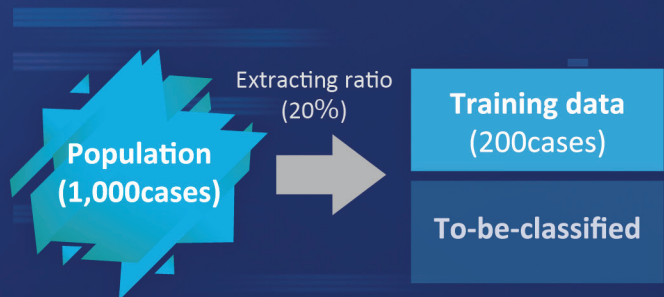 Population
(1,000cases)
Extracting ratio
(20%)
Training data
(200cases)
To-be-classified